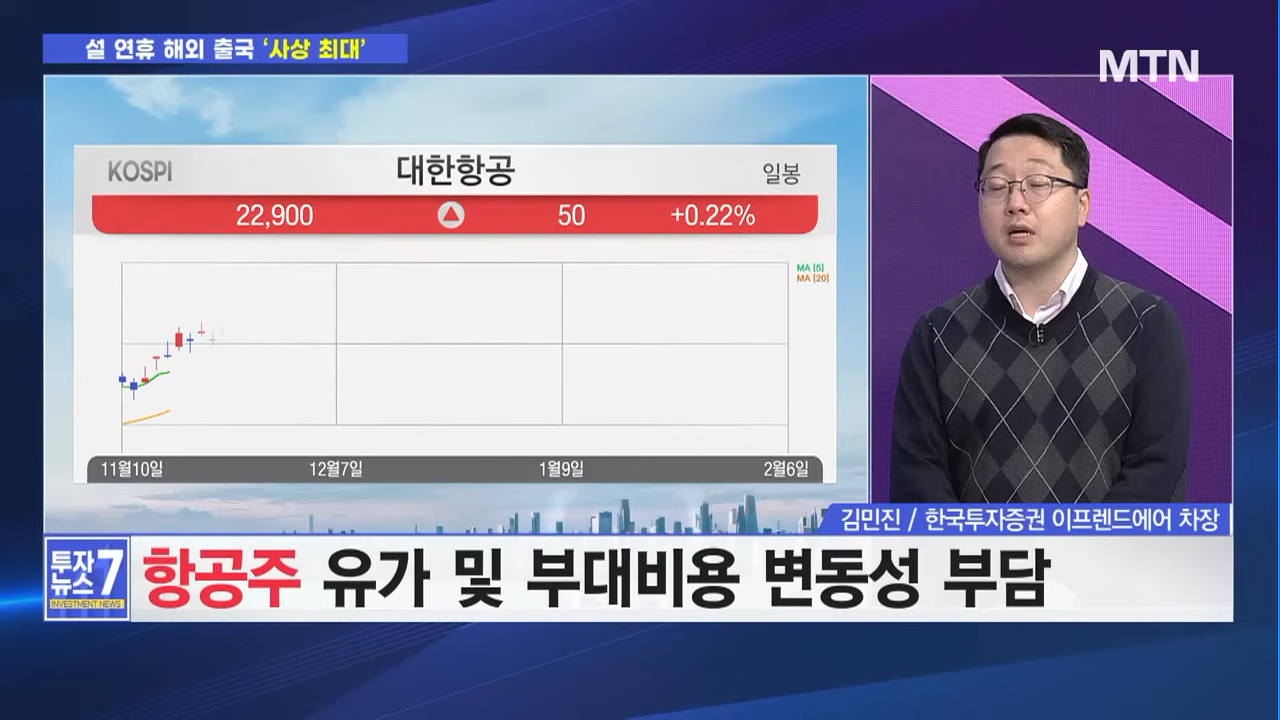 설 연휴 해외 출국 '사상 최대'
MTN
KOSPI 대한항공 일봉
22,900 ▲ 50 +0.22%
MA [5]
MA [20]
11월10일 12월7일 1월9일 2월6일
김민진 / 한국투자증권 이프렌드에어 차장
투자
뉴스 7
INVESTMENT NEWS
항공주 유가 및 부대비용 변동성 부담